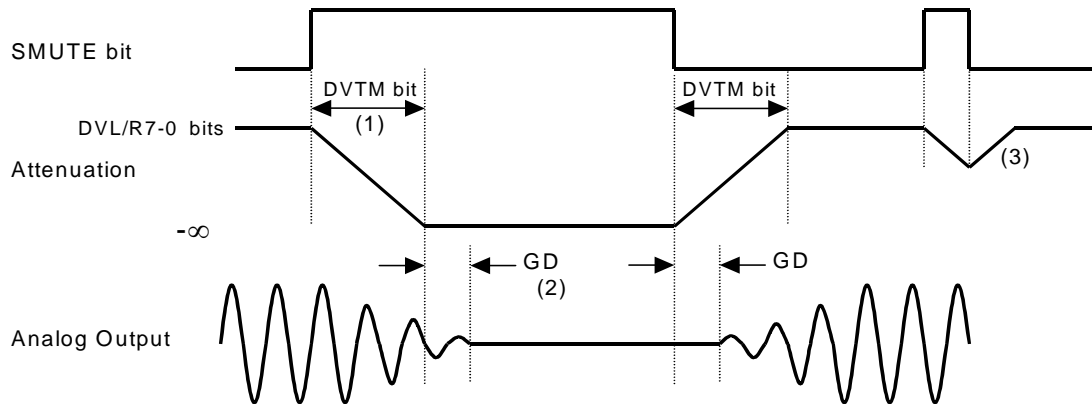 SMUTE bit
DVTM bit
DVTM bit
(1)
DVL/R7-0 bits
Attenuation
(3)
-∞
GD
GD
(2)
Analog Output